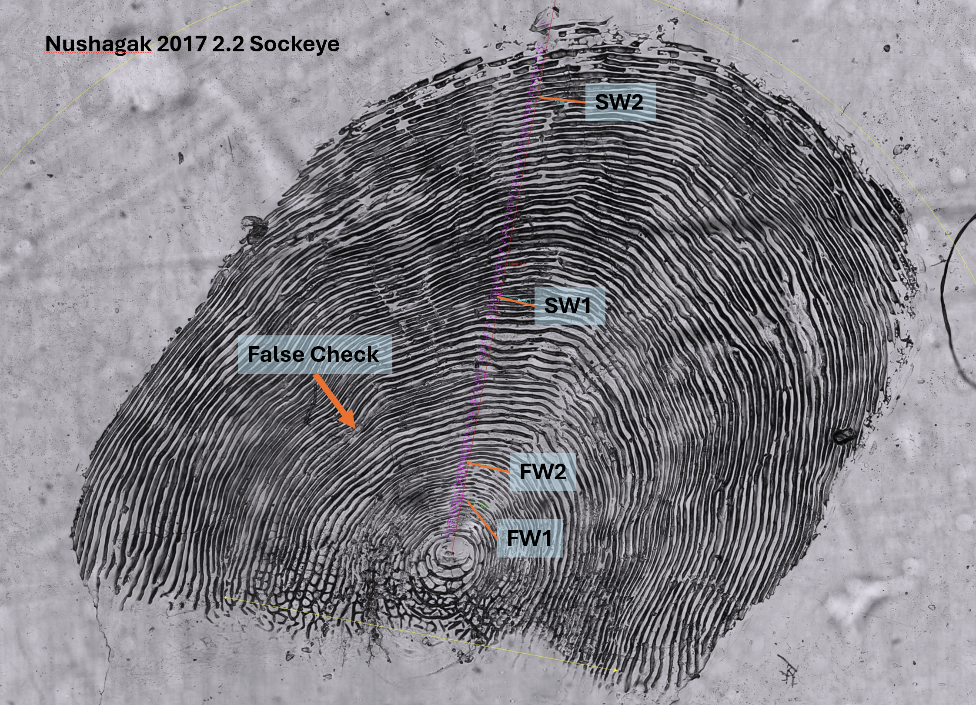 Nushagak 2017 2.2 Sockeye
SW2
SW1
False Check
FW2
FW1